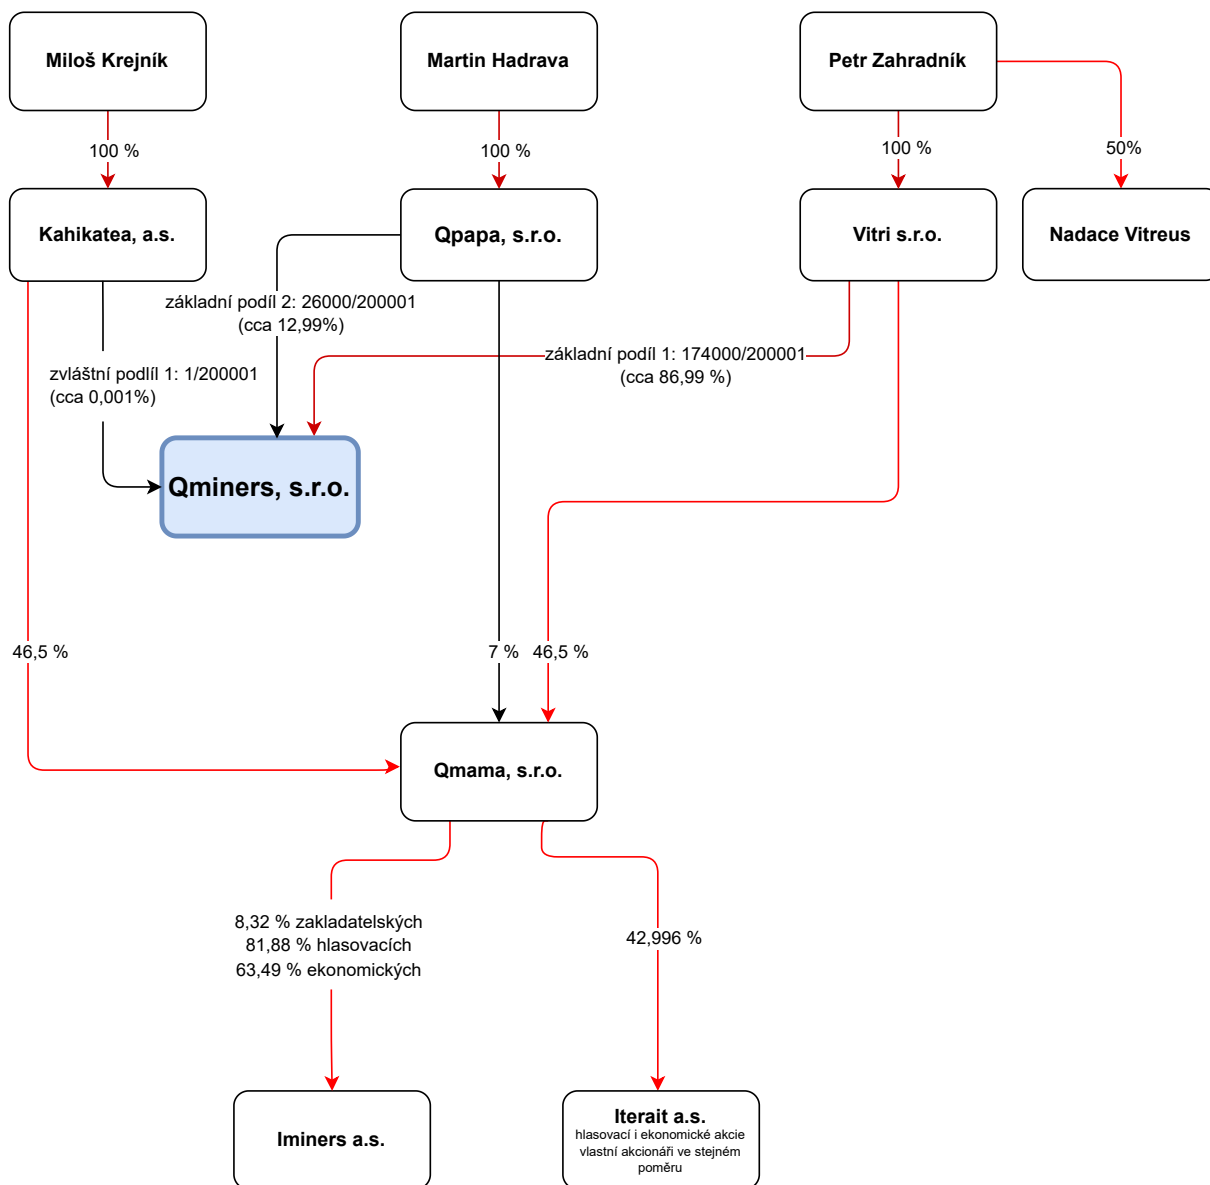 Miloš Krejník
Martin Hadrava
Petr Zahradník
100 %
100 %
100 %
50%
Kahikatea, a.s.
Qpapa, s.r.o.
Vitri s.r.o.
Nadace Vitreus
základní podíl 2: 26000/200001
(cca 12,99%)
základní podíl 1: 174000/200001
(cca 86,99 %)
zvláštní podlíl 1: 1/200001
(cca 0,001%)
Qminers, s.r.o.
46,5 %
7 %
46,5 %
Qmama, s.r.o.
8,32 % zakladatelských
81,88 % hlasovacích
63,49 % ekonomických
42,996 %
Iminers a.s.
Iterait a.s.
hlasovací i ekonomické akcie
vlastní akcionáři ve stejném
poměru